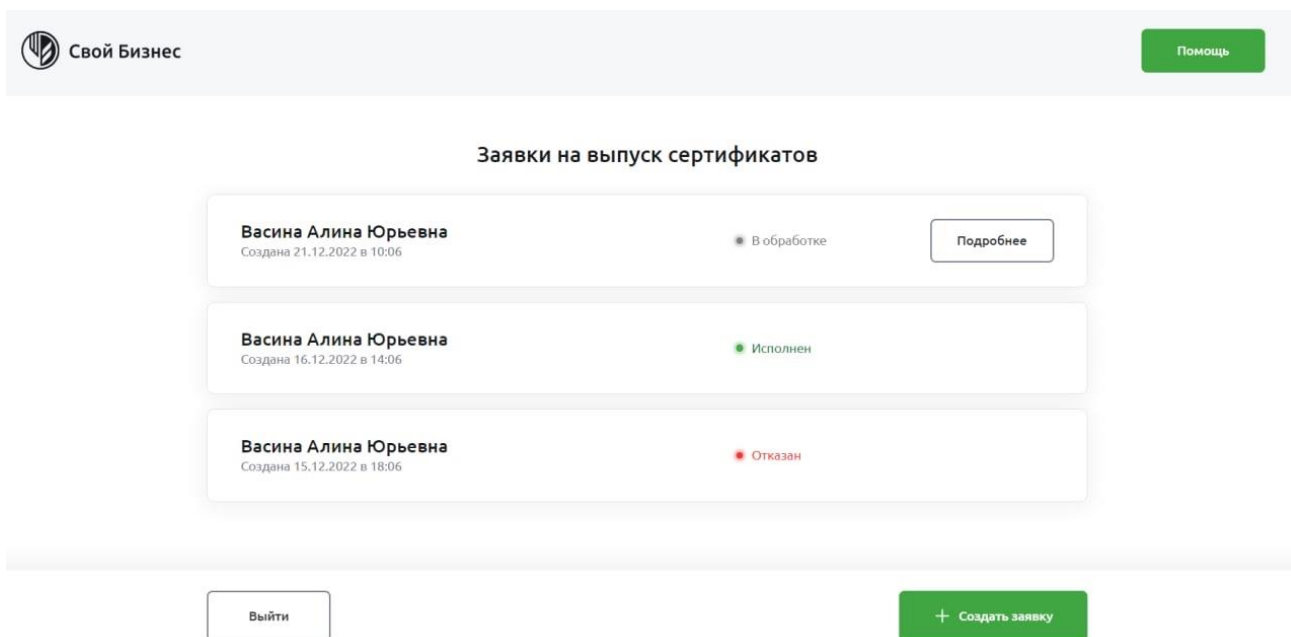 Свой Бизнес
Помощь
Заявки на выпуск сертификатов
Васина Алина Юрьевна
Создана 21.12.2022 в 10:06
В обработке
Подробнее
Васина Алина Юрьевна
Создана 16.12.2022 в 14:06
Исполнен
Васина Алина Юрьевна
Создана 15.12.2022 в 18:06
Отказан
Выйти
+ Создать заявку